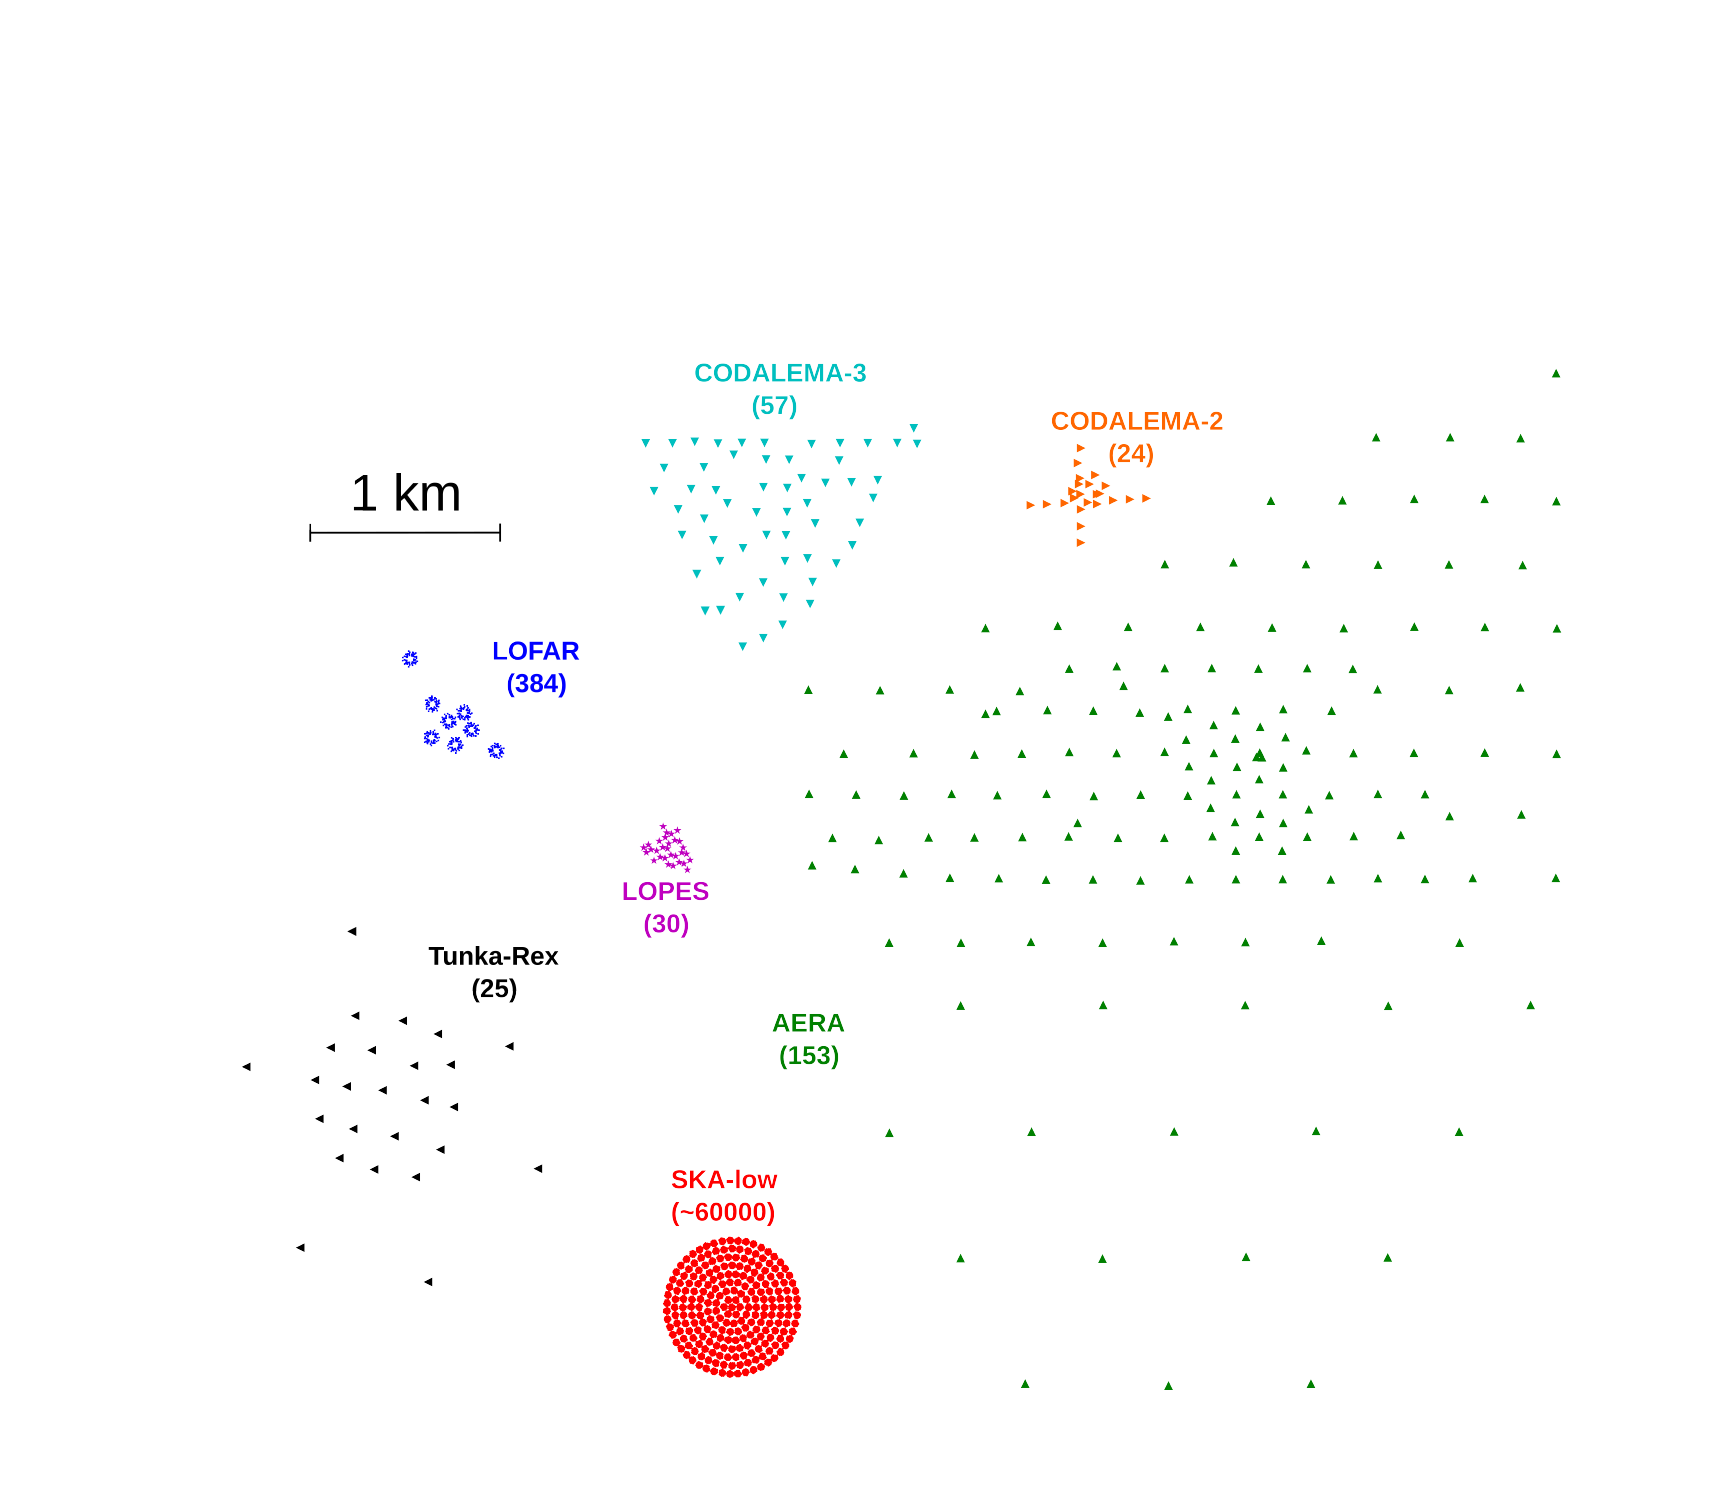 CODALEMA-3
(57)
CODALEMA-2
(24)
1 km
LOFAR
(384)
LOPES
(30)
Tunka-Rex
(25)
AERA
(153)
SKA-low
(~60000)